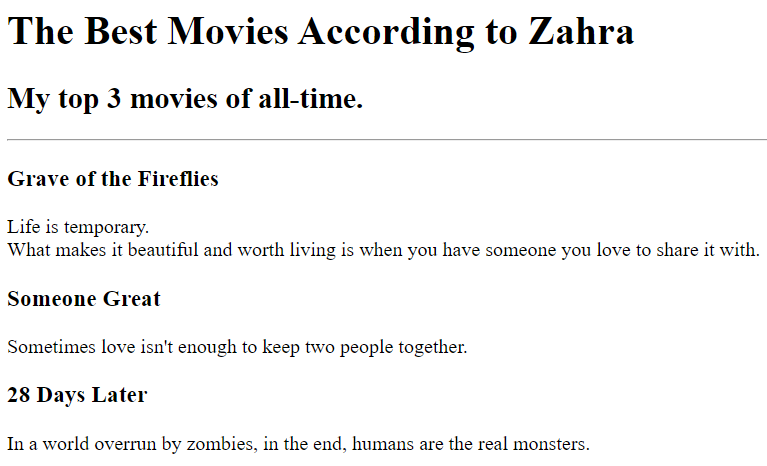 The Best Movies According to Zahra
My top 3 movies of all-time.
Grave of the Fireflies
Life is temporary.
What makes it beautiful and worth living is when you have someone you love to share it with.
Someone Great
Sometimes love isn't enough to keep two people together.
28 Days Later
In a world overrun by zombies, in the end, humans are the real monsters.